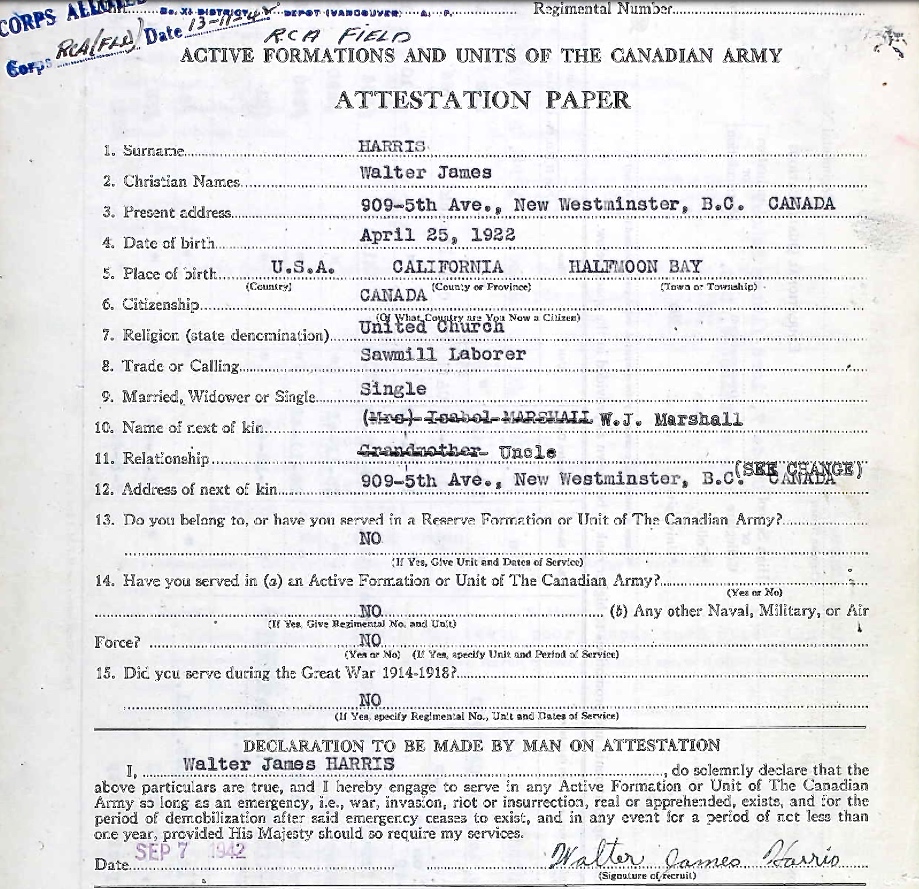 CORPS
No. XI DISTRICT DEPOT (VANCOUVER) A. F. Regimental Number
Corps RCA (FLD) Date 13-11-42
RCA FIELD
ACTIVE FORMATIONS AND UNITS OF THE CANADIAN ARMY
ATTESTATION PAPER
1. Surname HARRIS
2. Christian Names Walter James
3. Present address 909-5th Ave., New Westminster, B.C. CANADA
4. Date of birth April 25, 1922
5. Place of birth U.S.A. CALIFORNIA HALFMOON BAY
(Country) (County or Province) (Town or Township)
6. Citizenship CANADA
(Of What Country are You Now a Citizen)
7. Religion (state denomination) United Church
8. Trade or Calling Sawmill Laborer
9. Married, Widower or Single Single
10. Name of next of kin (Mrs) Isabel MARSHALL W.J. Marshall
11. Relationship Grandmother Uncle
(SEE CHANGE)
12. Address of next of kin 909-5th Ave., New Westminster, B.C. CANADA
13. Do you belong to, or have you served in a Reserve Formation or Unit of The Canadian Army?
NO
(If Yes, Give Unit and Dates of Service)
14. Have you served in (a) an Active Formation or Unit of The Canadian Army?
(Yes or No)
NO (b) Any other Naval, Military, or Air
(If Yes, Give Regimental No. and Unit)
Force? NO
(Yes or No) (If Yes, specify Unit and Period of Service)
15. Did you serve during the Great War 1914-1918?
NO
(If Yes, specify Regimental No., Unit and Dates of Service)
DECLARATION TO BE MADE BY MAN ON ATTESTATION
I, Walter James HARRIS, do solemnly declare that the
above particulars are true, and I hereby engage to serve in any Active Formation or Unit of The Canadian
Army so long as an emergency, i.e., war, invasion, riot or insurrection, real or apprehended, exists, and for the
period of demobilization after said emergency ceases to exist, and in any event for a period of not less than
one year, provided His Majesty should so require my services.
Date SEP 7 1942 Walter James Harris
(Signature of recruit)